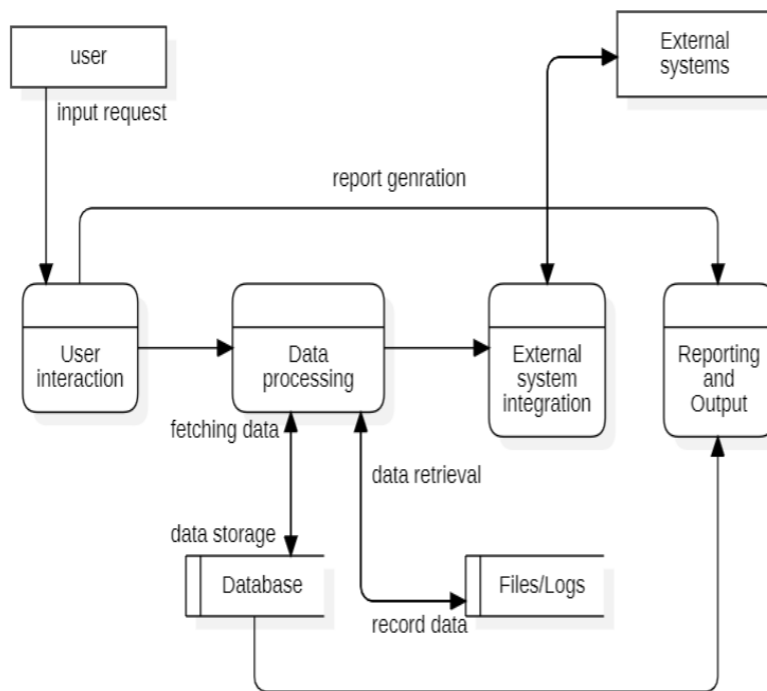 user
External
systems
input request
report genration
User
interaction
Data
processing
External
system
integration
Reporting
and
Output
fetching data
data retrieval
data storage
Database
Files/Logs
record data